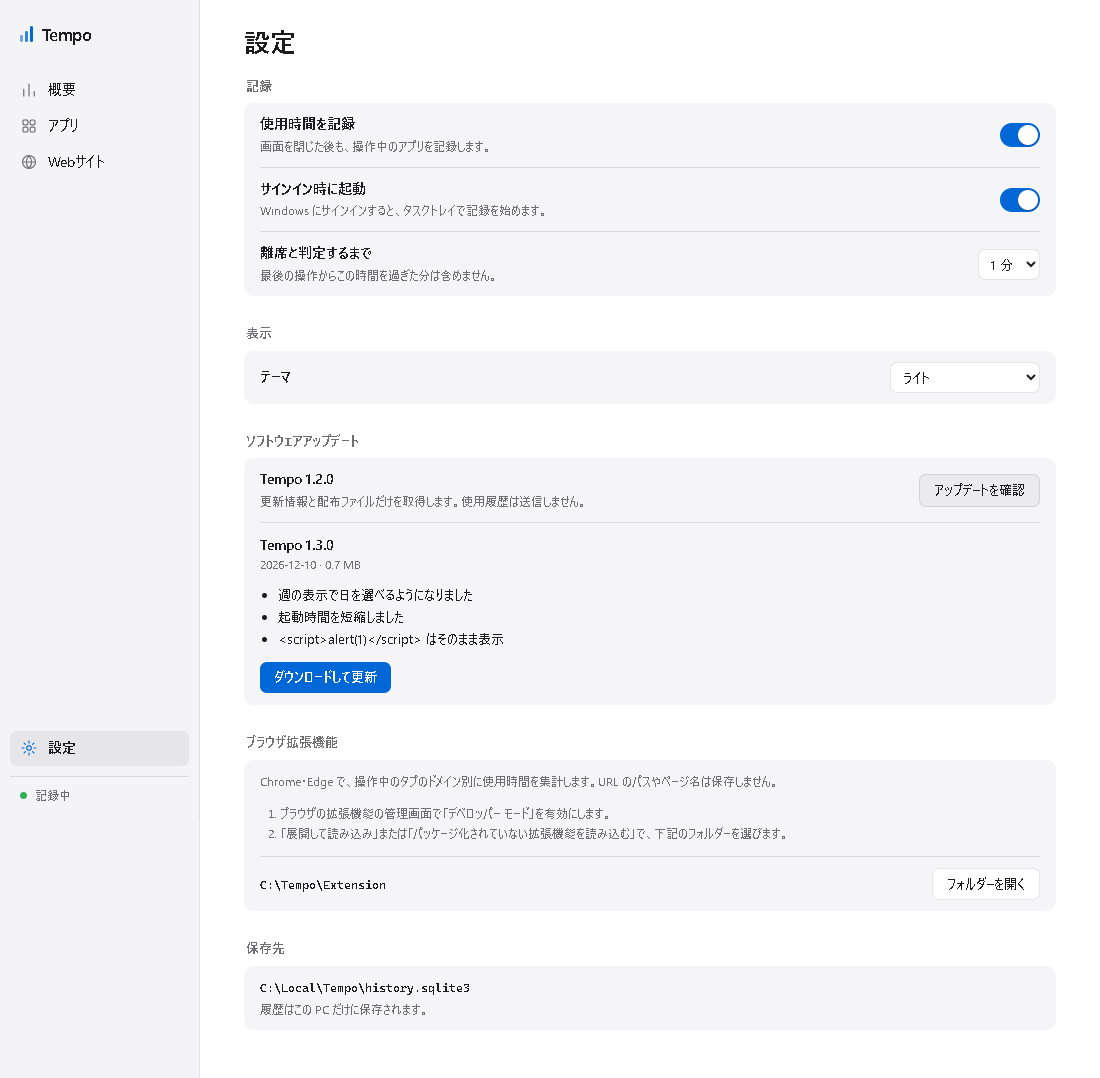 Tempo
概要
アプリ
Webサイト
設定
記録中
設定
記録
使用時間を記録
画面を閉じた後も、操作中のアプリを記録します。
サインイン時に起動
Windows にサインインすると、タスクトレイで記録を始めます。
離席と判定するまで
最後の操作からこの時間を過ぎた分は含めません。
1 分
表示
テーマ
ライト
ソフトウェアアップデート
Tempo 1.2.0
更新情報と配布ファイルだけを取得します。使用履歴は送信しません。
アップデートを確認
Tempo 1.3.0
2026-12-10 · 0.7 MB
週の表示で日を選べるようになりました
起動時間を短縮しました
<script>alert(1)</script> はそのまま表示
ダウンロードして更新
ブラウザ拡張機能
Chrome・Edge で、操作中のタブのドメイン別に使用時間を集計します。URL のパスやページ名は保存しません。
1. ブラウザの拡張機能の管理画面で「デベロッパー モード」を有効にします。
2. 「展開して読み込み」または「パッケージ化されていない拡張機能を読み込む」で、下記のフォルダーを選びます。
C:\Tempo\Extension
フォルダーを開く
保存先
C:\Local\Tempo\history.sqlite3
履歴はこの PC だけに保存されます。